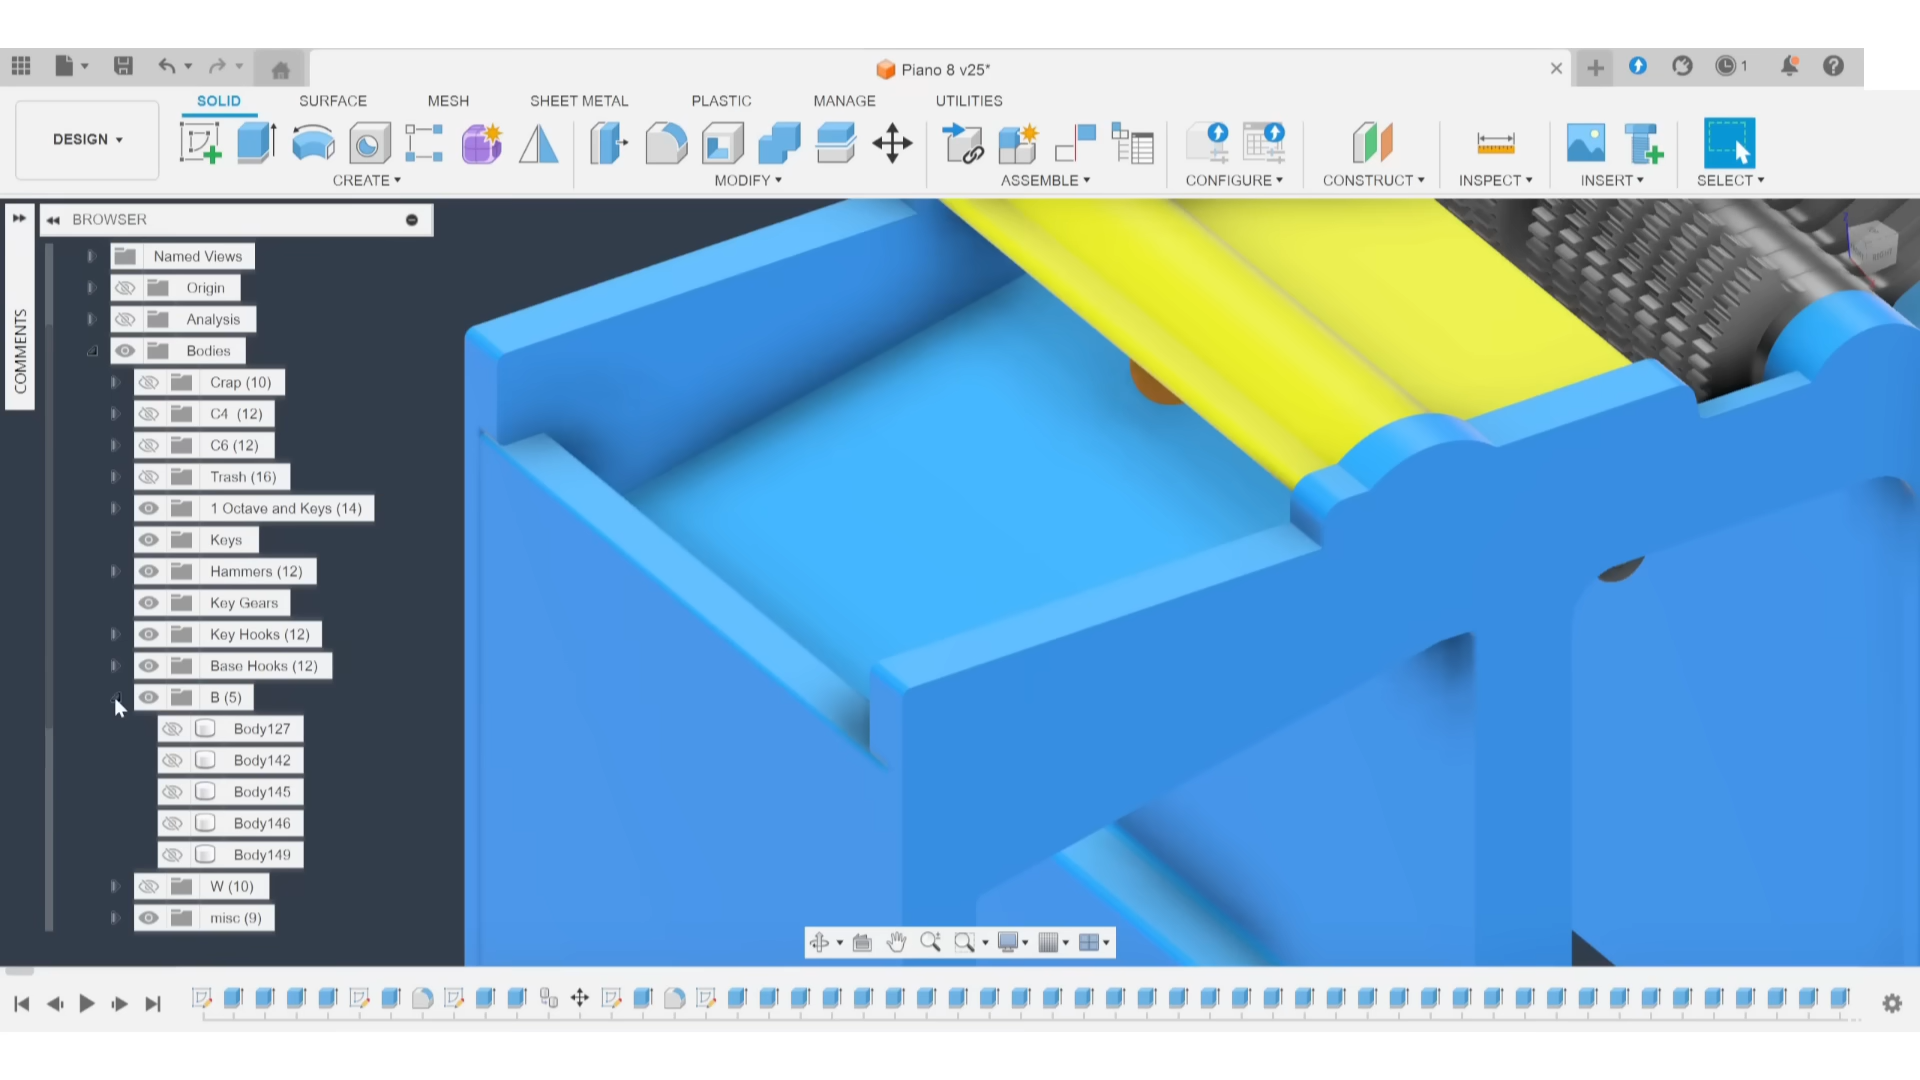 Piano 8 v25*
1
SOLID SURFACE MESH SHEET METAL PLASTIC MANAGE UTILITIES
DESIGN
CREATE MODIFY ASSEMBLE CONFIGURE CONSTRUCT INSPECT INSERT SELECT
BROWSER
COMMENTS
Named Views
Origin
Analysis
Bodies
Crap (10)
C4 (12)
C6 (12)
Trash (16)
1 Octave and Keys (14)
Keys
Hammers (12)
Key Gears
Key Hooks (12)
Base Hooks (12)
B (5)
Body127
Body142
Body145
Body146
Body149
W (10)
misc (9)